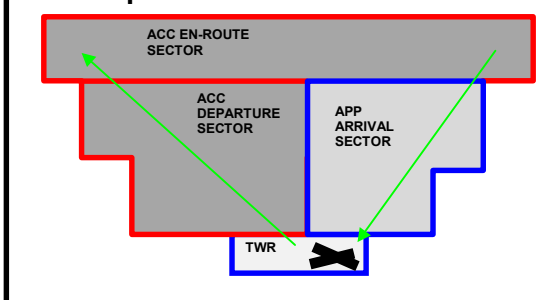 ACC EN-ROUTE
SECTOR
ACC
DEPARTURE
SECTOR
APP
ARRIVAL
SECTOR
TWR